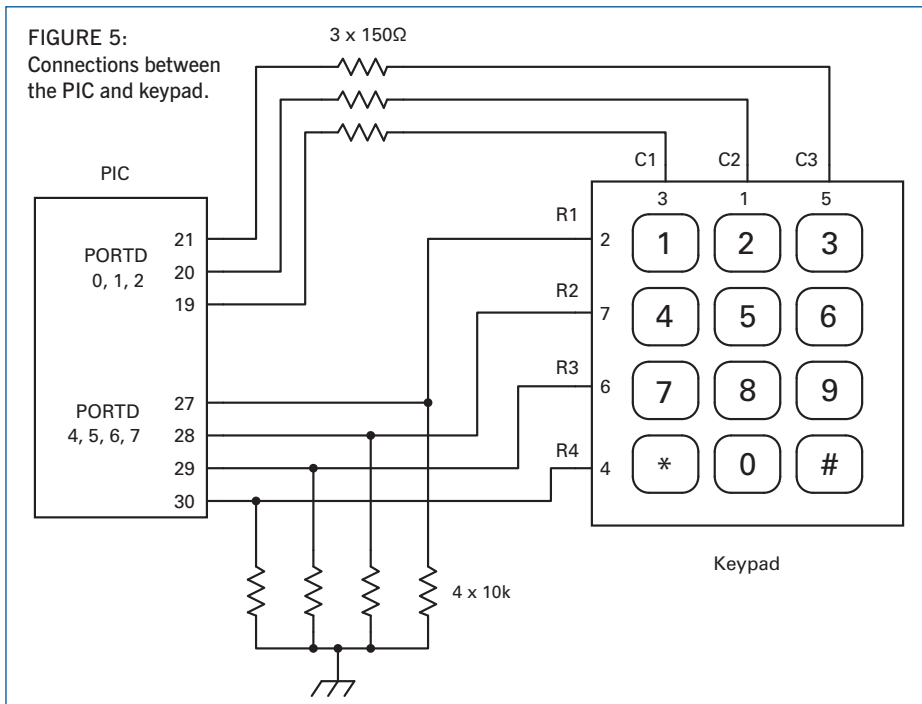 FIGURE 5:
Connections between
the PIC and keypad.
3 x 150Ω
PIC
C1 C2 C3
3 1 5
21
PORTD
0, 1, 2
20
19
R1
2
1 2 3
R2
7
4 5 6
R3
6
7 8 9
R4
4
* 0 #
27
PORTD
4, 5, 6, 7
28
29
30
Keypad
4 x 10k